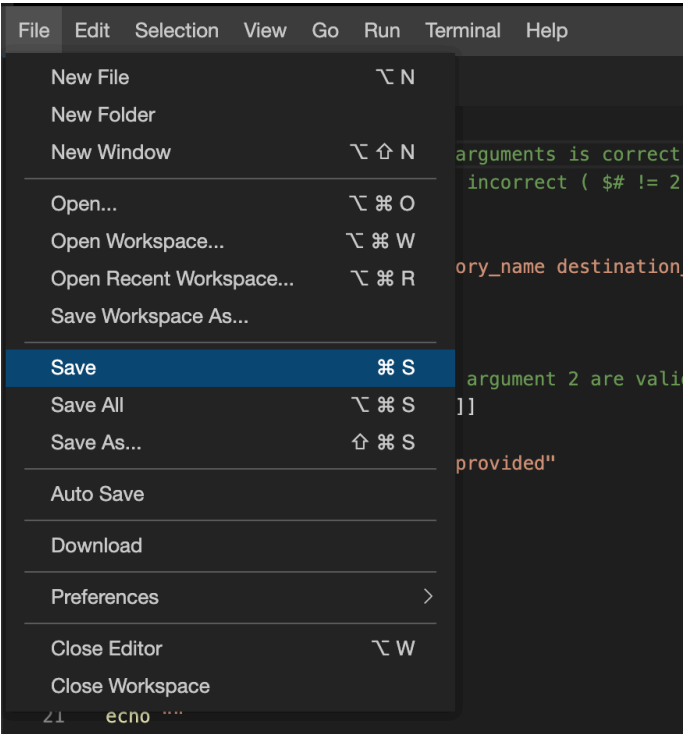 File Edit Selection View Go Run Terminal Help
New File ⌥ N
New Folder
New Window ⌥ ⇧ N
arguments is correct
incorrect ( $# != 2
Open... ⌥ ⌘ O
Open Workspace... ⌥ ⌘ W
ory_name destination_
Open Recent Workspace... ⌥ ⌘ R
Save Workspace As...
Save ⌘ S
argument 2 are vali
Save All ⌥ ⌘ S
]]
Save As... ⇧ ⌘ S
provided"
Auto Save
Download
Preferences >
Close Editor ⌥ W
Close Workspace
21 echo ""